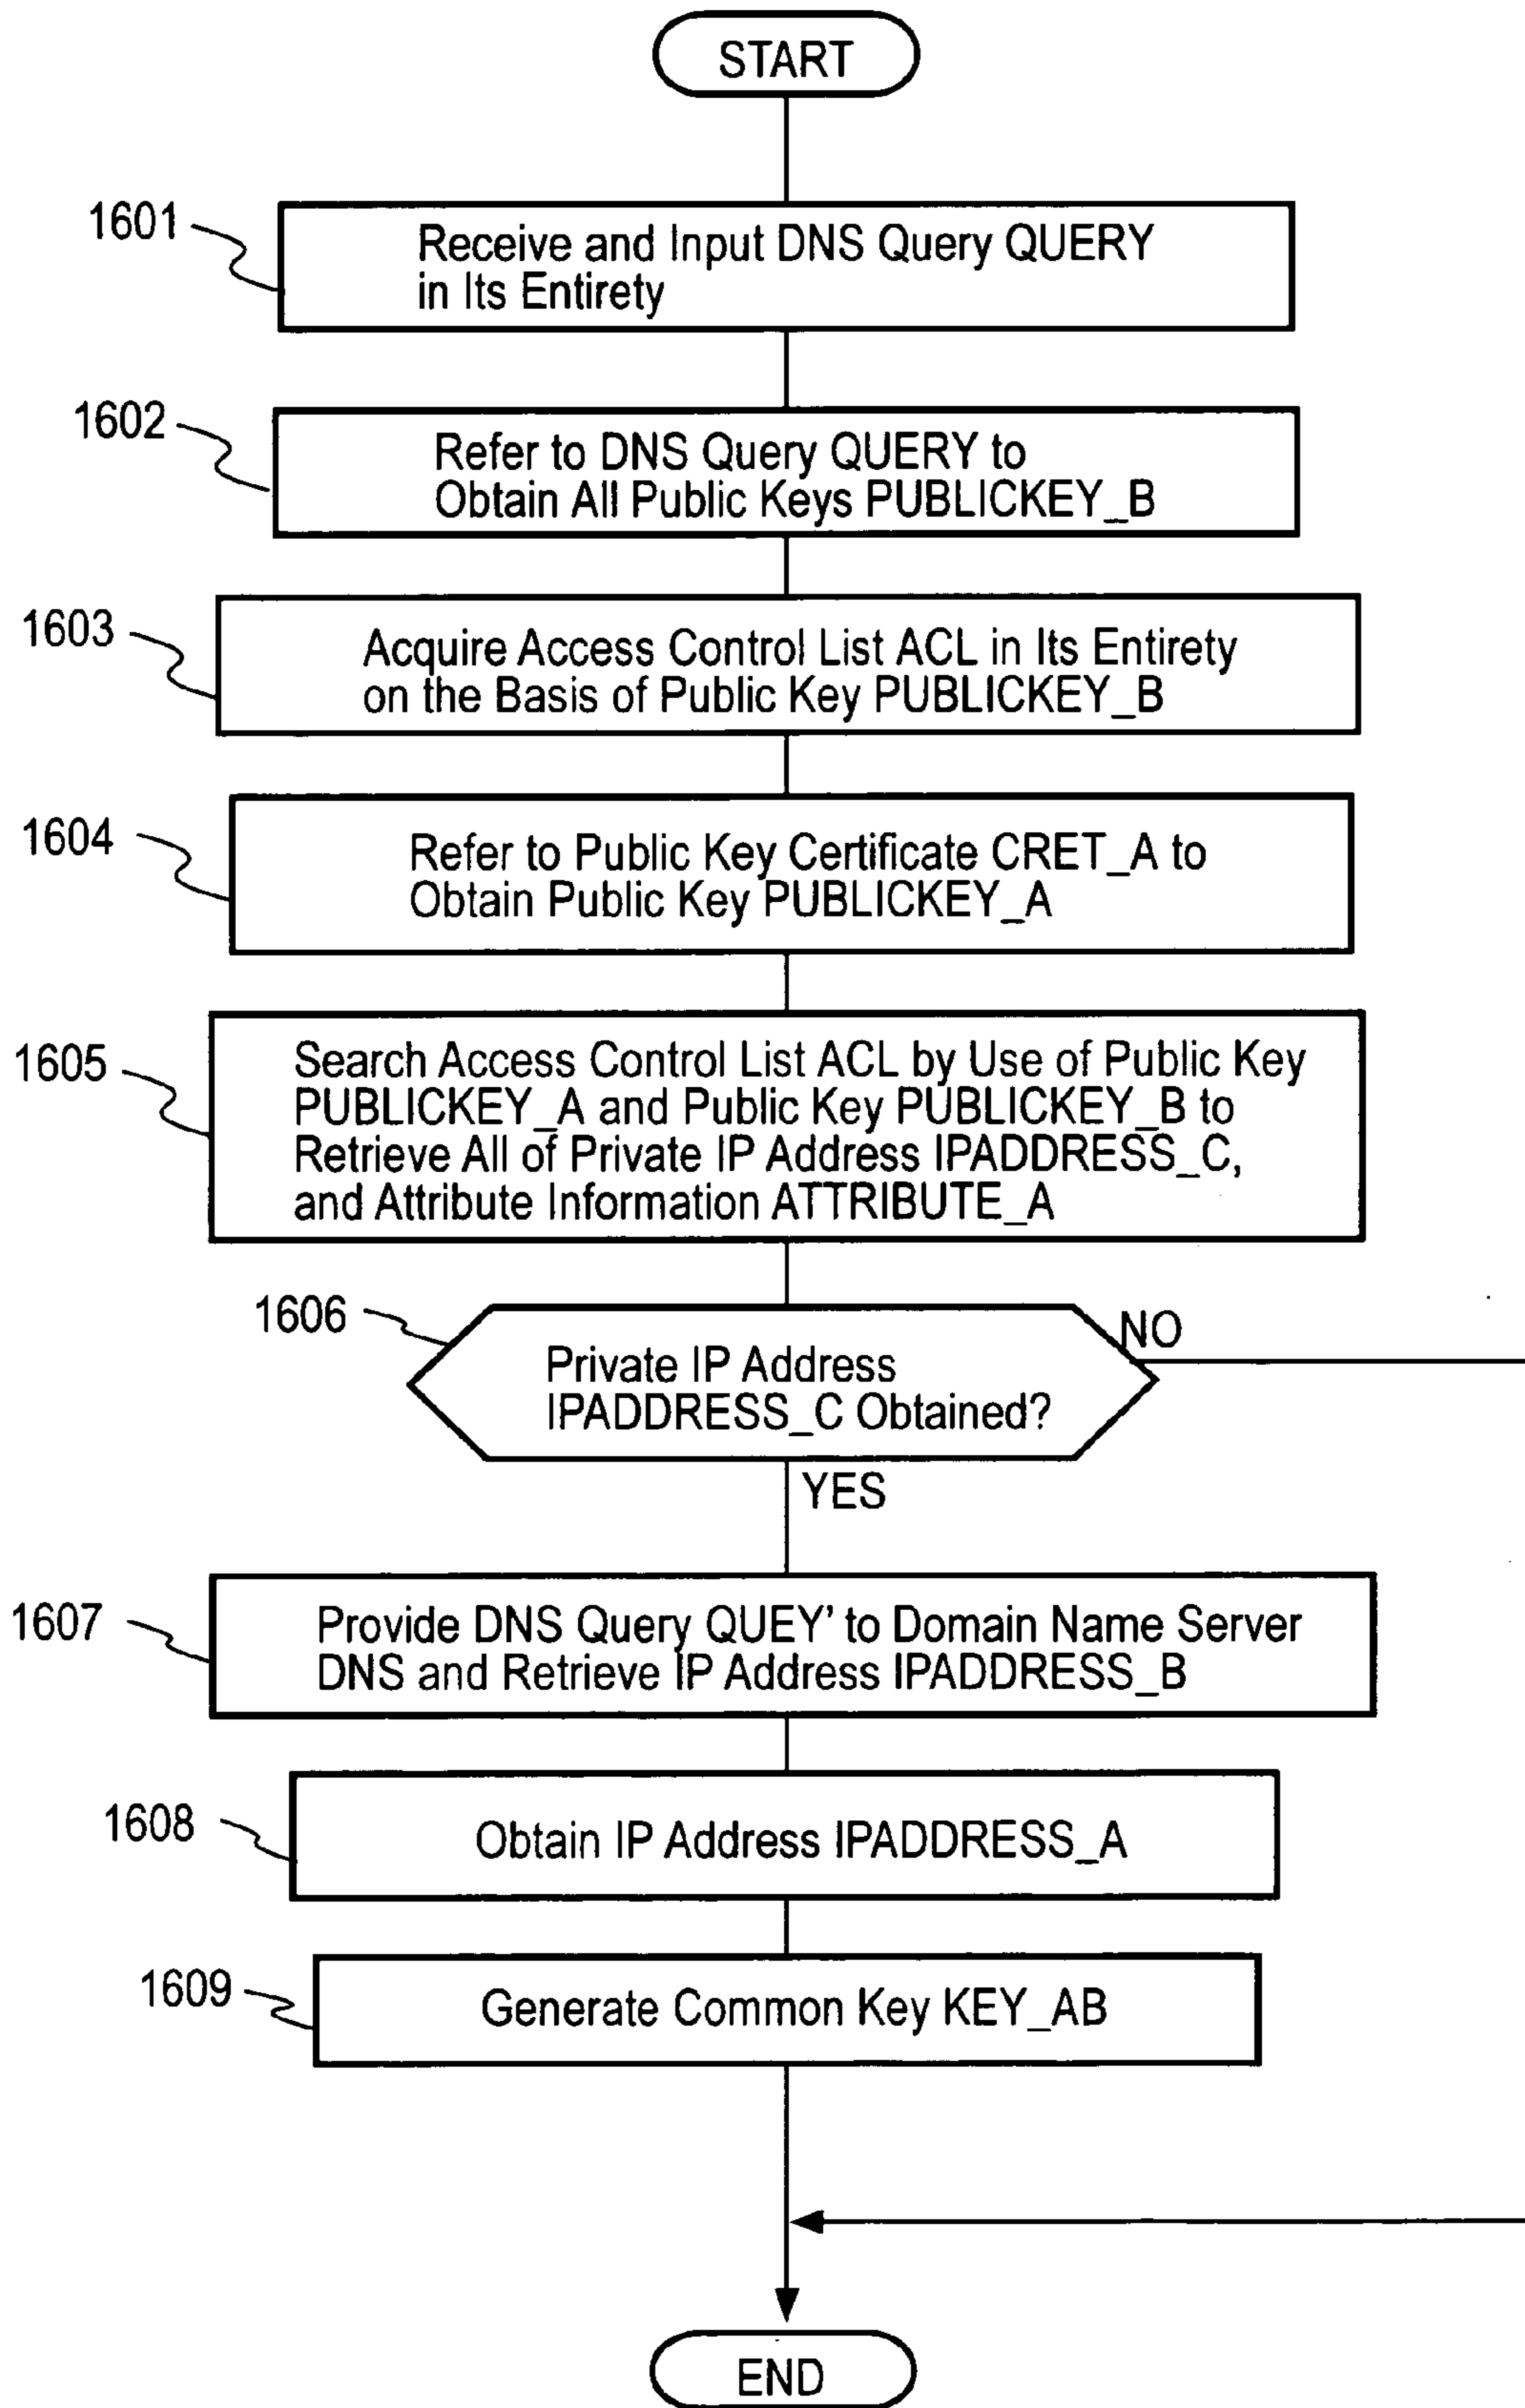 START
1601
Receive and Input DNS Query QUERY
in Its Entirety
1602
Refer to DNS Query QUERY to
Obtain All Public Keys PUBLICKEY_B
1603
Acquire Access Control List ACL in Its Entirety
on the Basis of Public Key PUBLICKEY_B
1604
Refer to Public Key Certificate CRET_A to
Obtain Public Key PUBLICKEY_A
1605
Search Access Control List ACL by Use of Public Key
PUBLICKEY_A and Public Key PUBLICKEY_B to
Retrieve All of Private IP Address IPADDRESS_C,
and Attribute Information ATTRIBUTE_A
1606
NO
Private IP Address
IPADDRESS_C Obtained?
YES
1607
Provide DNS Query QUEY' to Domain Name Server
DNS and Retrieve IP Address IPADDRESS_B
1608
Obtain IP Address IPADDRESS_A
1609
Generate Common Key KEY_AB
END